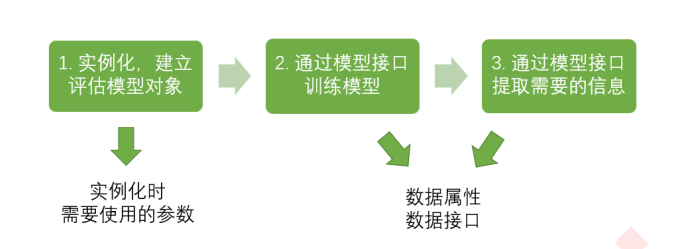 1. 实例化，建立
评估模型对象
2. 通过模型接口
训练模型
3. 通过模型接口
提取需要的信息
实例化时
需要使用的参数
数据属性
数据接口